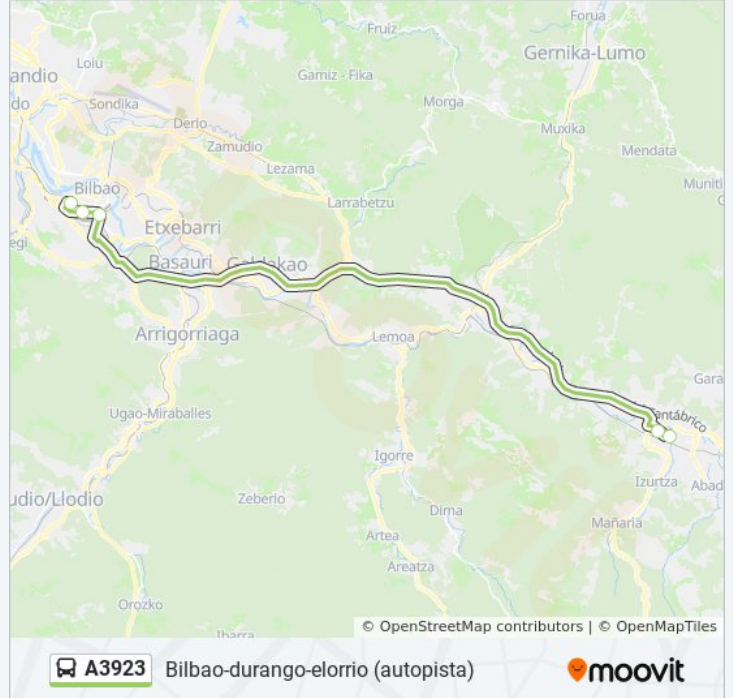 Forua
Fruiz
Gernika-Lumo
Loiu
andio
Gamiz - Fika
Sondika
do
Morga
Derio
Muxika
Zamudio
Mendata
Lezama
Bilbao
Muniti
Larrabetzu
Etxebarri
egi
Basauri
Galdakao
Arrigorriaga
Lemoa
Gara
Ugao-Miraballes
antábrico
Igorre
Izurtza
Abad
udio/Llodio
Zeberio
Dima
Mañaria
Artea
Areatza
Orozko
© OpenStreetMap contributors | © OpenMapTiles
Ibarra
A3923 Bilbao-durango-elorrio (autopista)
moovit